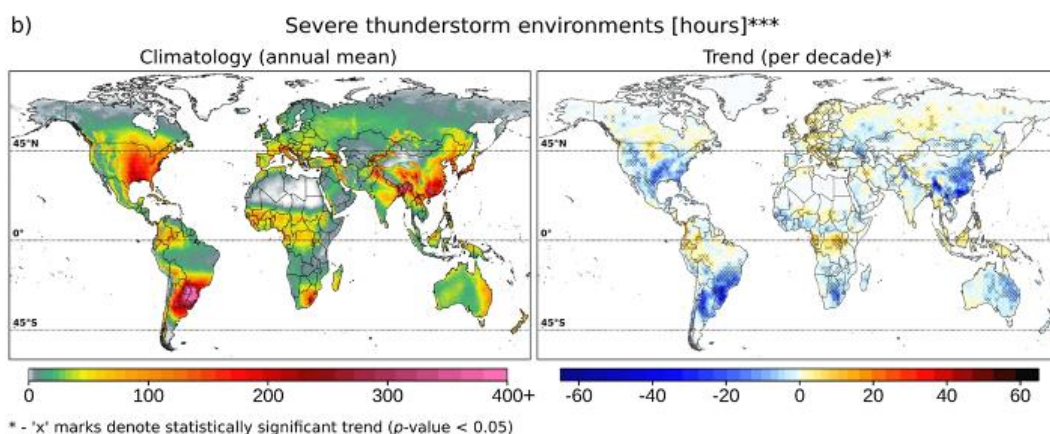 b) Severe thunderstorm environments [hours]***
Climatology (annual mean) Trend (per decade)*
45°N 45°N
0° 0°
45°S 45°S
0 100 200 300 400+ -60 -40 -20 0 20 40 60
* - 'x' marks denote statistically significant trend (p-value < 0.05)